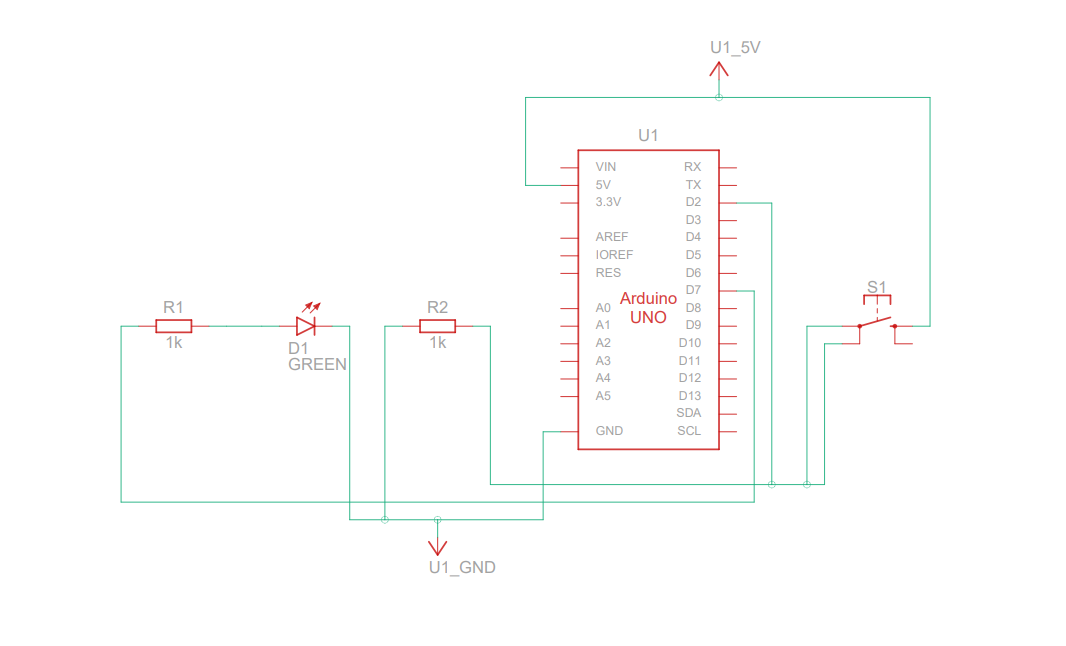 U1_5V
U1
VIN RX
5V TX
3.3V D2
D3
AREF D4
IOREF D5
RES D6
D7
Arduino
UNO
A0 D8
A1 D9
A2 D10
A3 D11
A4 D12
A5 D13
SDA
GND SCL
S1
R1
1k
D1
GREEN
R2
1k
U1_GND